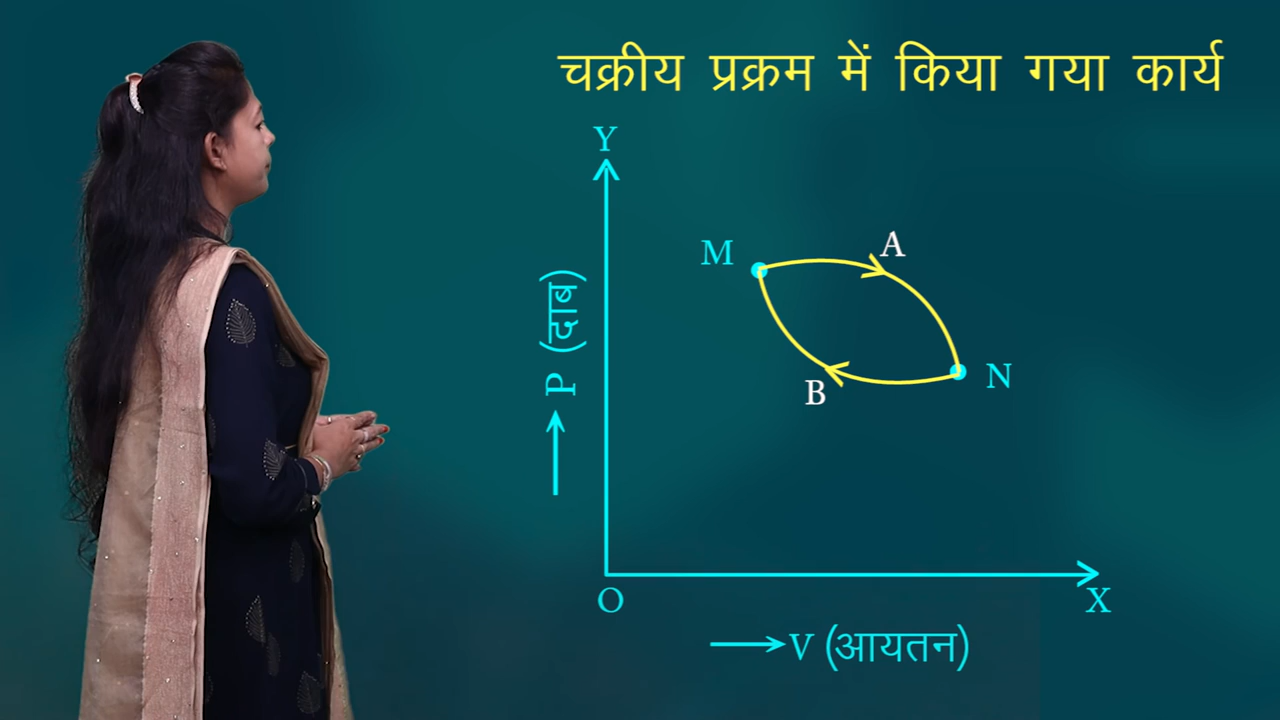 चक्रीय प्रक्रम में किया गया कार्य
Y
M
A
P (दाब)
B
N
O
X
V (आयतन)